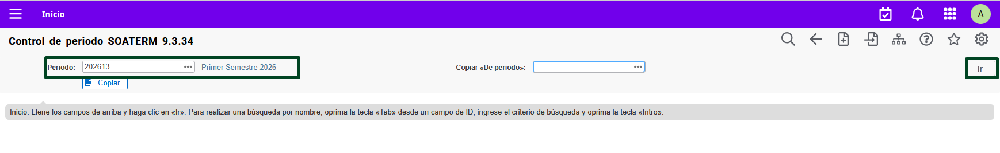 Inicio
A
Control de periodo SOATERM 9.3.34
Periodo: 202613 ••• Primer Semestre 2026 Copiar «De periodo»: ••• Ir
Copiar
Inicio: Llene los campos de arriba y haga clic en «Ir». Para realizar una búsqueda por nombre, oprima la tecla «Tab» desde un campo de ID, ingrese el criterio de búsqueda y oprima la tecla «Intro».